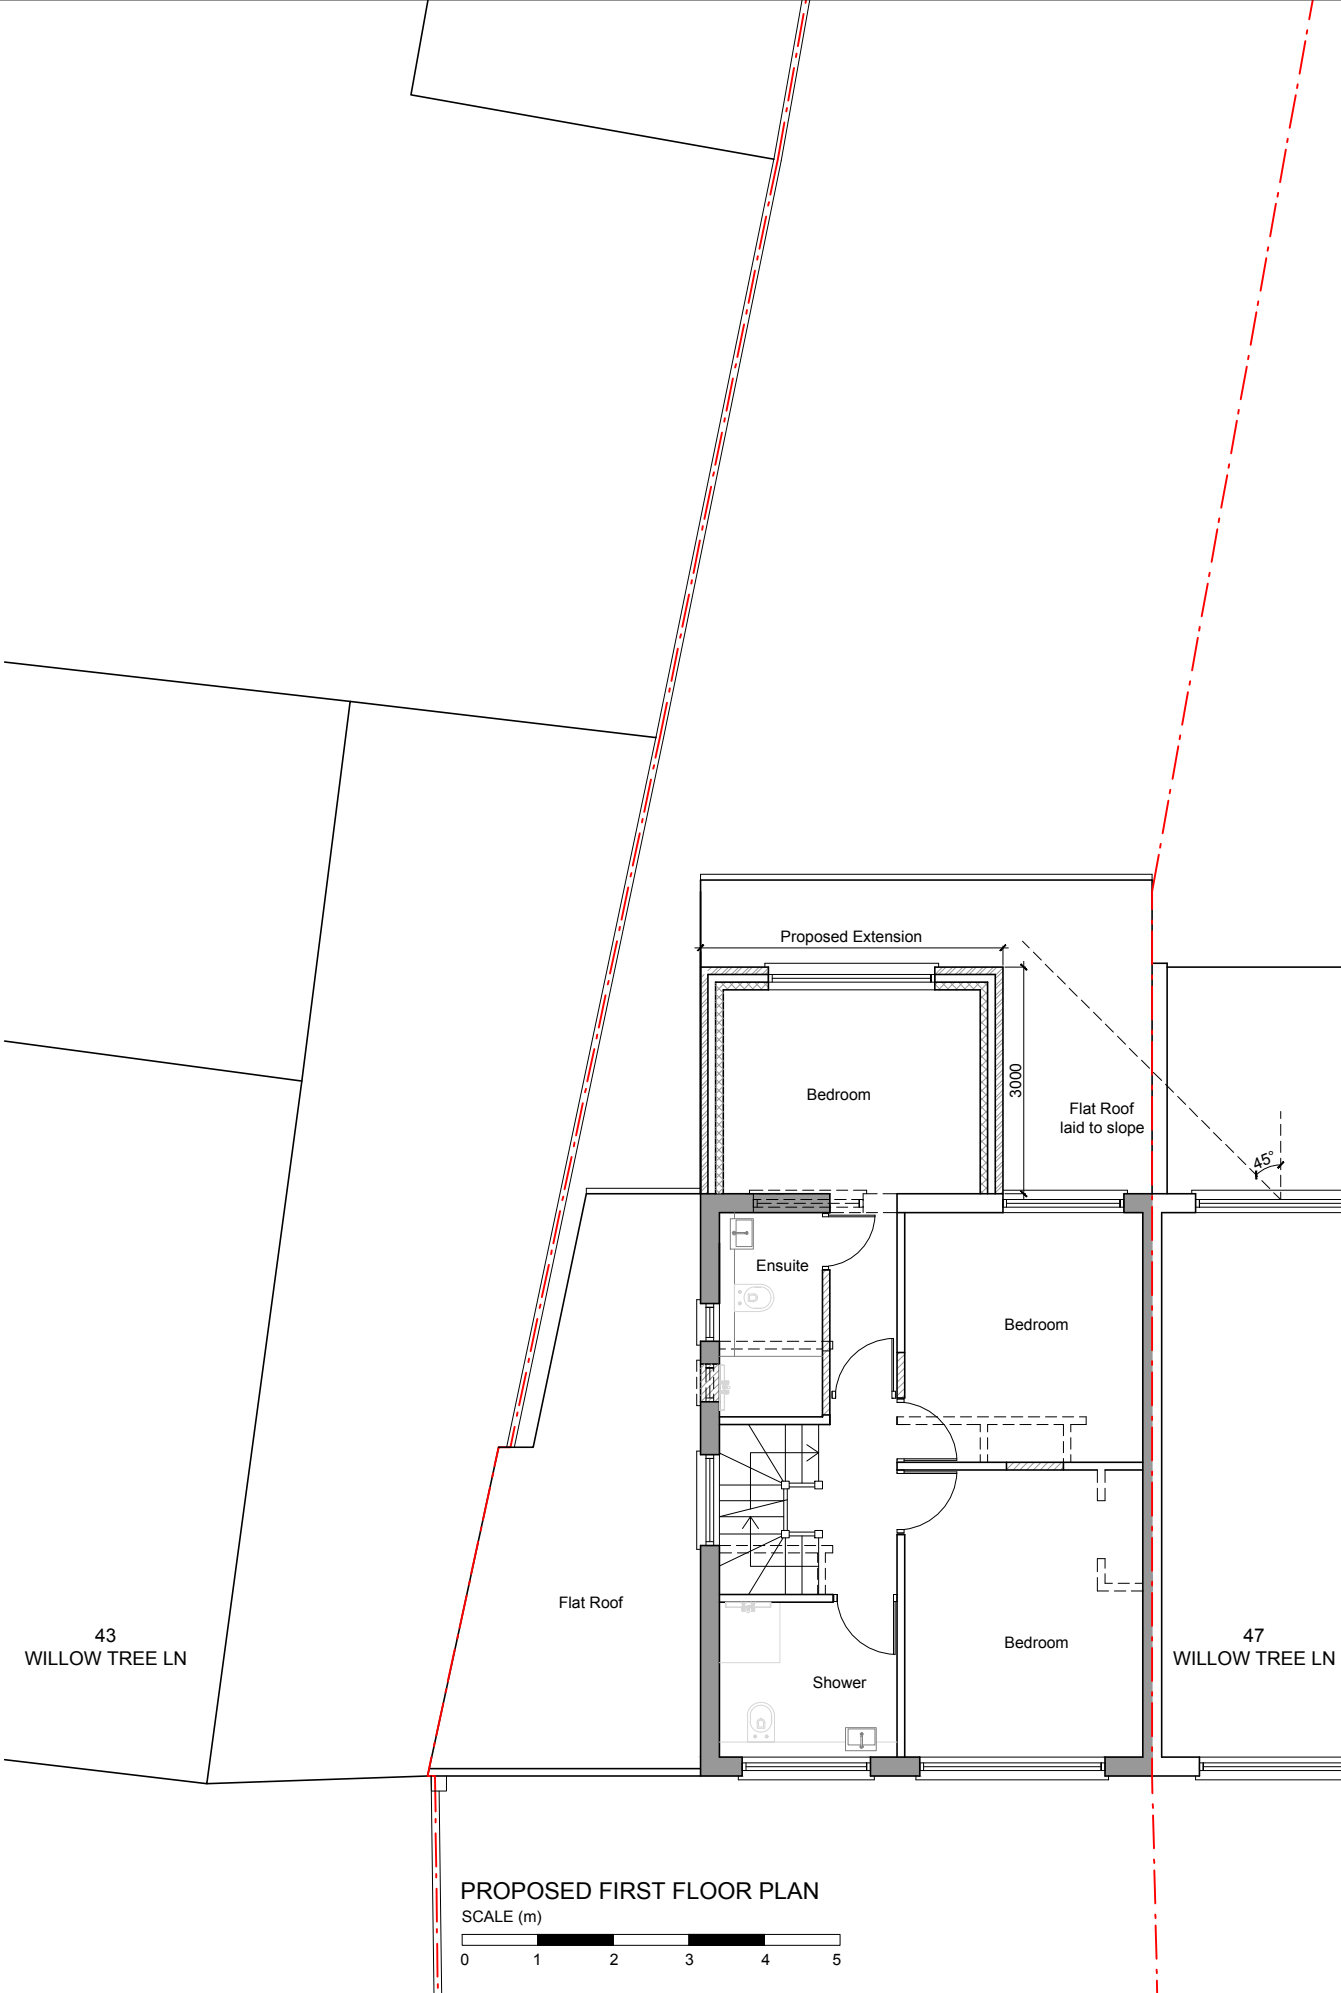 Proposed Extension
3000
Bedroom
Flat Roof
laid to slope
45°
Ensuite
Bedroom
Flat Roof
43
WILLOW TREE LN
Bedroom
47
WILLOW TREE LN
Shower
PROPOSED FIRST FLOOR PLAN
SCALE (m)
0 1 2 3 4 5